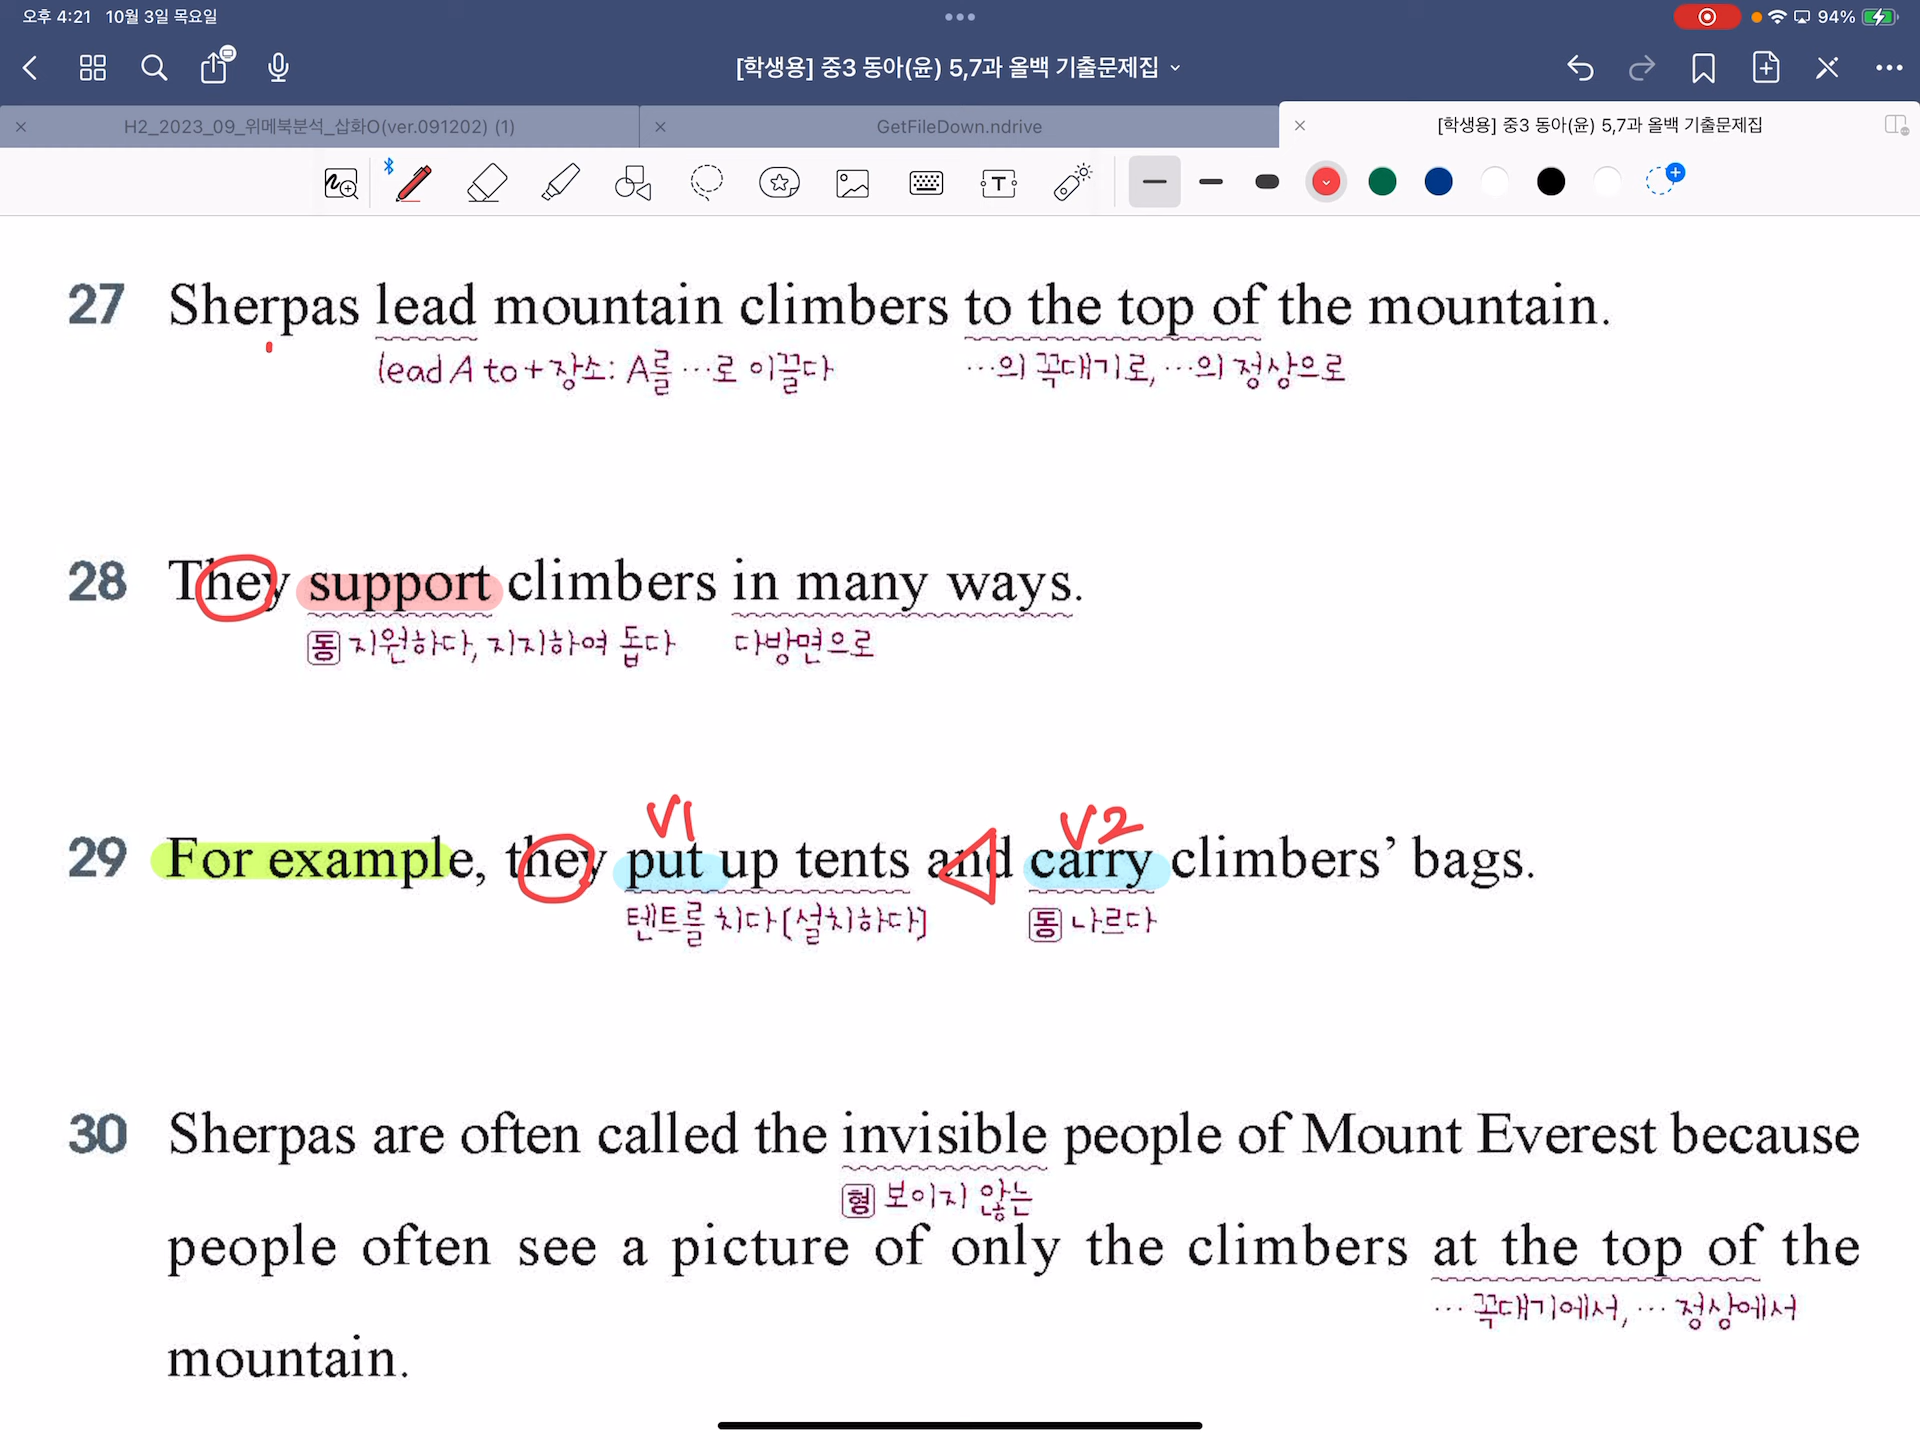 오후 4:21 10월 3일 목요일
94%
[학생용] 중3 동아(윤) 5,7과 올백 기출문제집
H2_2023_09_위메북분석_삽화O(ver.091202) (1)
GetFileDown.ndrive
[학생용] 중3 동아(윤) 5,7과 올백 기출문제집
27 Sherpas lead mountain climbers to the top of the mountain.
lead A to+장소: A를 …로 이끌다 …의 꼭대기로, …의 정상으로
28 They support climbers in many ways.
동 지원하다, 지지하여 돕다 다방면으로
V1 V2
29 For example, they put up tents and carry climbers’ bags.
텐트를 치다[설치하다] 동 나르다
30 Sherpas are often called the invisible people of Mount Everest because
형 보이지 않는
people often see a picture of only the climbers at the top of the
… 꼭대기에서, … 정상에서
mountain.